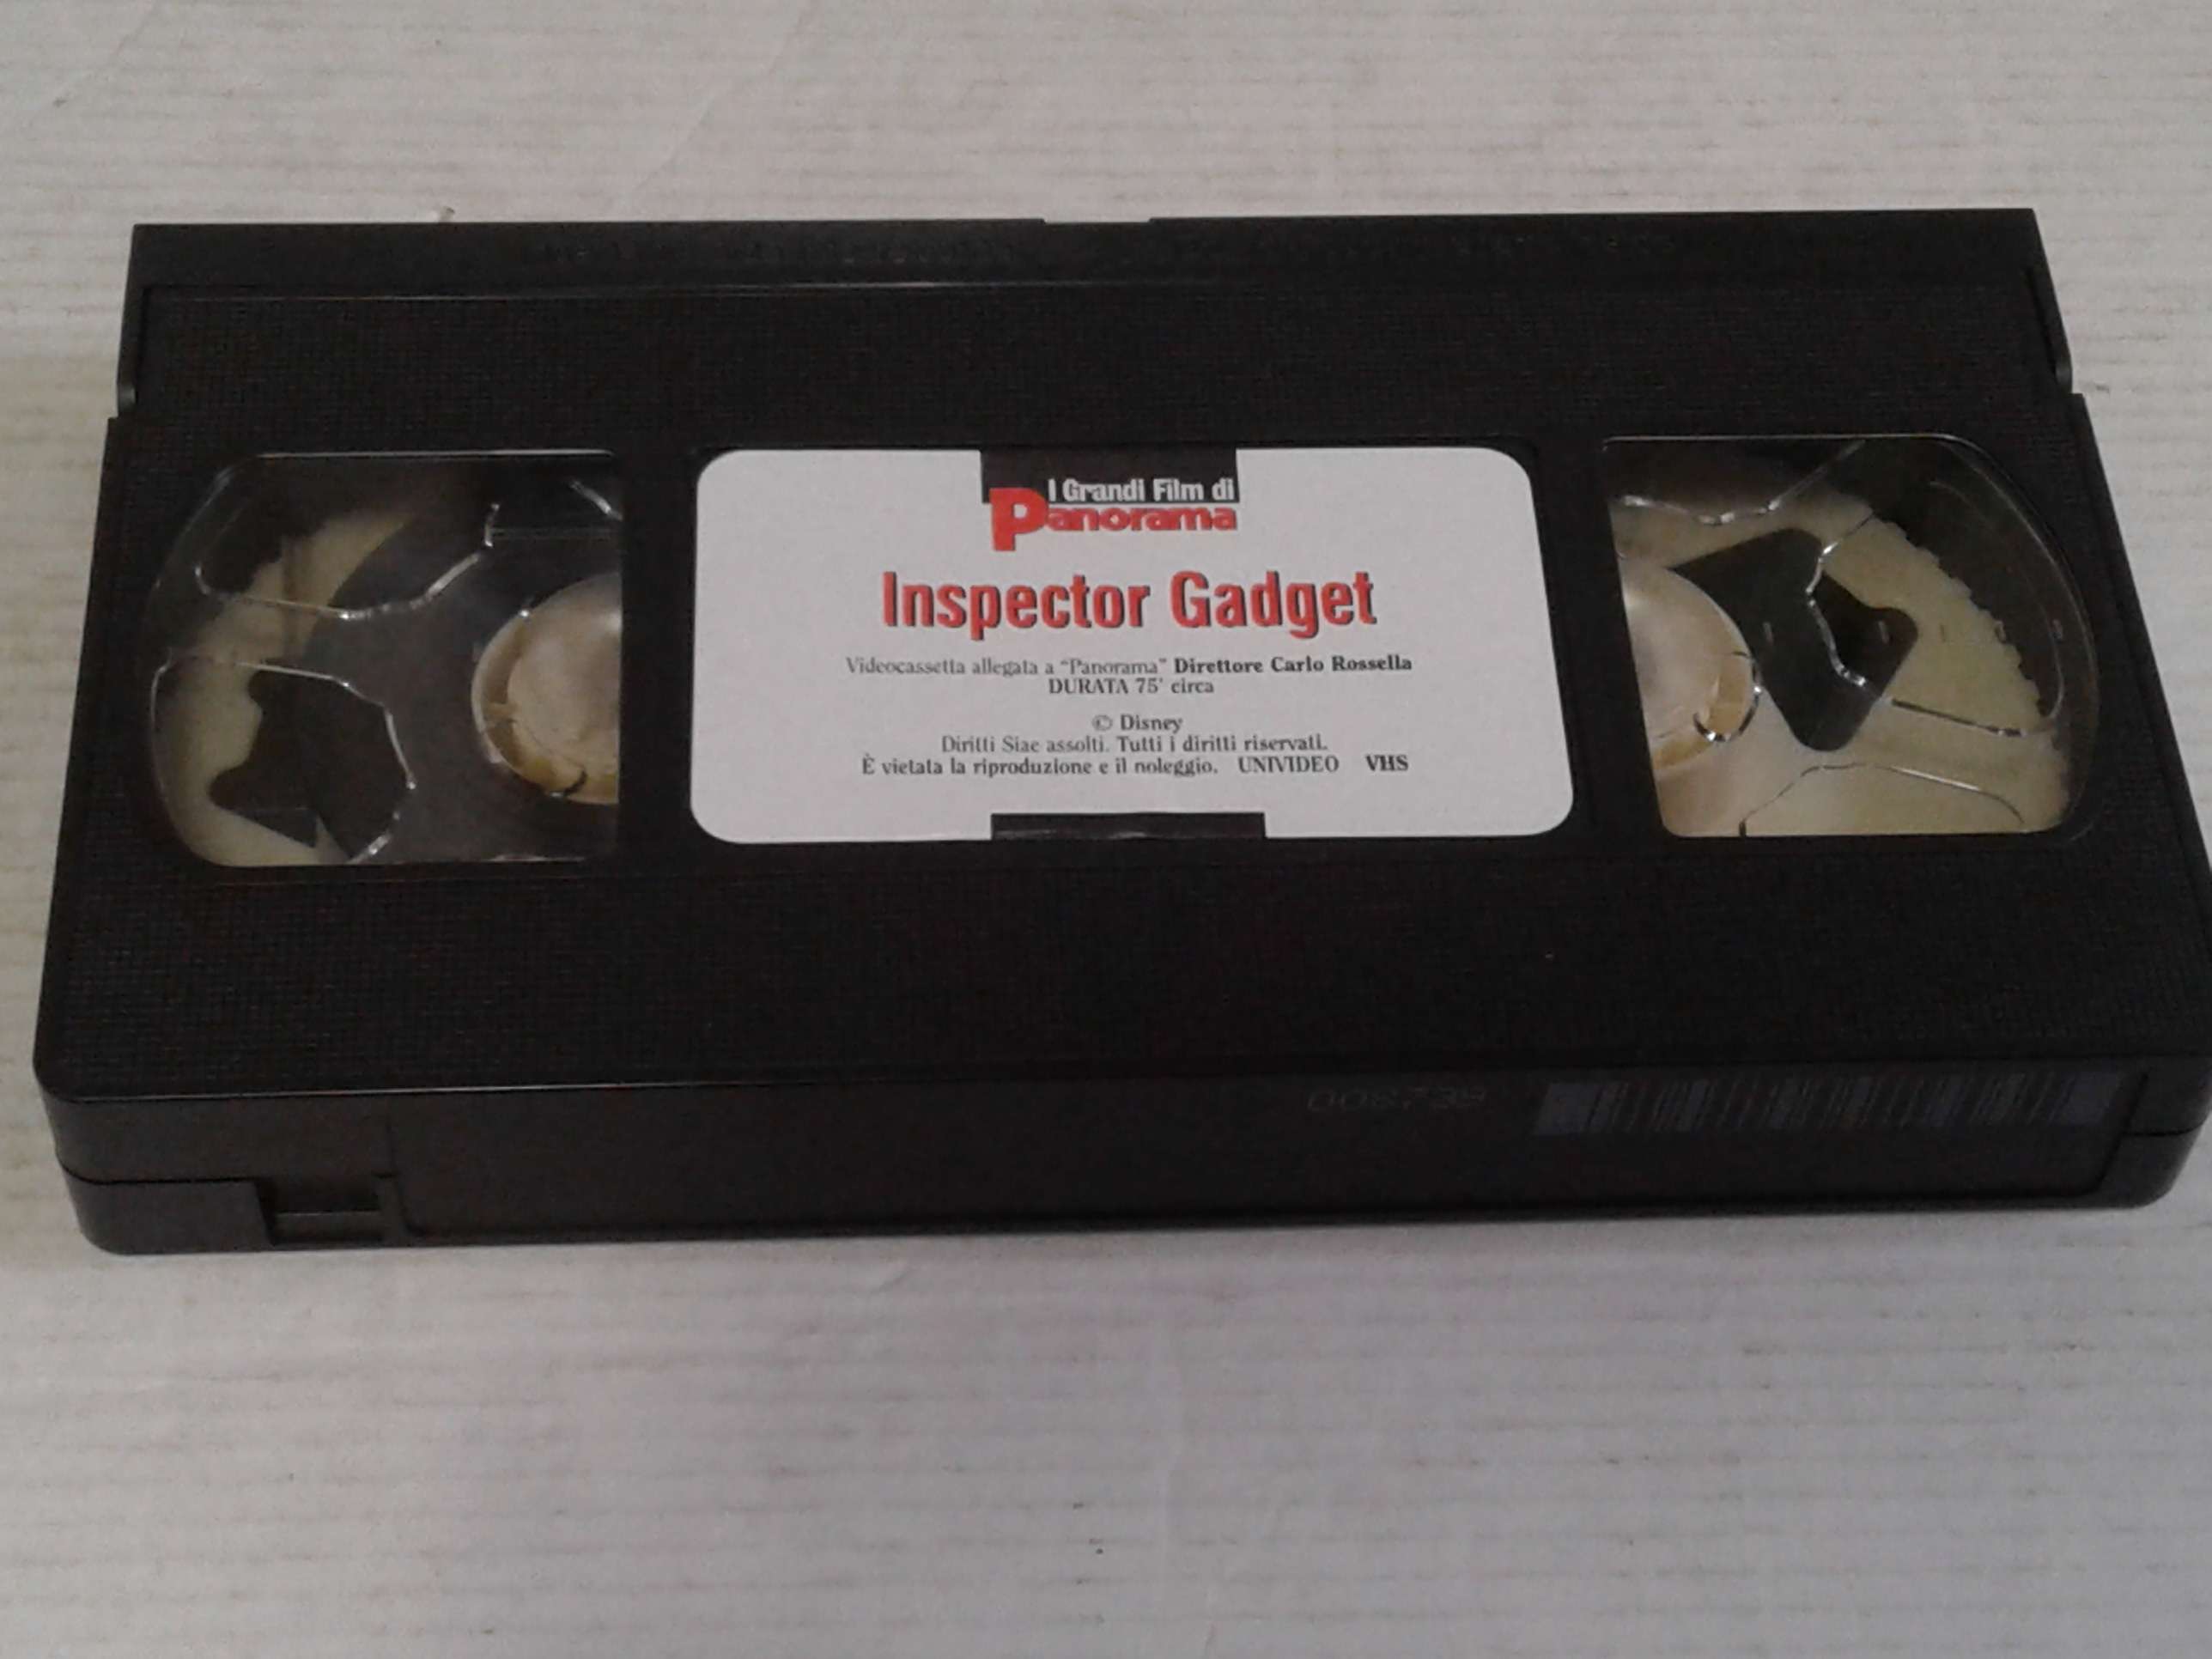 I Grandi Film di
Panorama
Inspector Gadget
Videocassetta allegata a "Panorama" Direttore Carlo Rossella
DURATA 75' circa
© Disney
Diritti Siae assolti. Tutti i diritti riservati.
È vietata la riproduzione e il noleggio. UNIVIDEO VHS